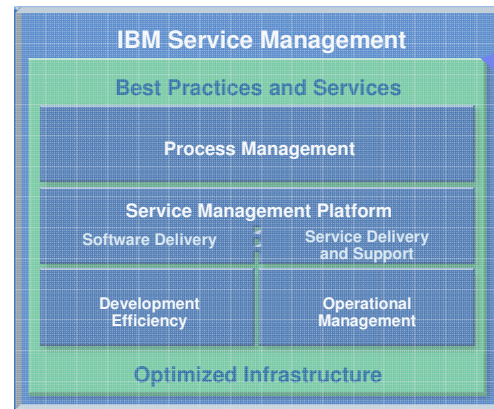 IBM Service Management
Best Practices and Services
Process Management
Service Management Platform
Software Delivery
Service Delivery
and Support
Development
Efficiency
Operational
Management
Optimized Infrastructure